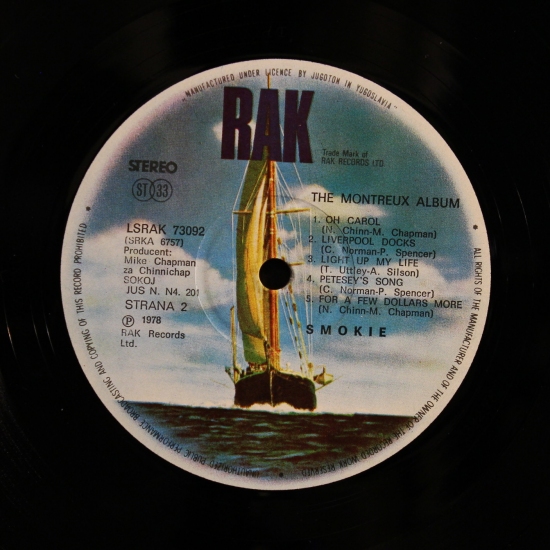 - MANUFACTURED UNDER LICENCE BY JUGOTON IN YUGOSLAVIA -
RAK
Trade Mark of
RAK RECORDS LTD.
STEREO
ST 33
LSRAK 73092
(SRKA 6757)
Producent:
Mike Chapman
za Chinnichap
SOKOJ
JUS N. N4. 201
STRANA 2
Ⓟ 1978
RAK Records
Ltd.
THE MONTREUX ALBUM
1. OH CAROL
(N. Chinn-M. Chapman)
2. LIVERPOOL DOCKS
(C. Norman-P. Spencer)
3. LIGHT UP MY LIFE
(T. Uttley-A. Silson)
4. PETESEY'S SONG
(C. Norman-P. Spencer)
5. FOR A FEW DOLLARS MORE
(N. Chinn-M. Chapman)
SMOKIE
ALL RIGHTS OF THE MANUFACTURER AND OF THE OWNER OF THE RECORDED WORK RESERVED
UNAUTHORIZED PUBLIC PERFORMANCE BROADCASTING AND COPYING OF THIS RECORD PROHIBITED